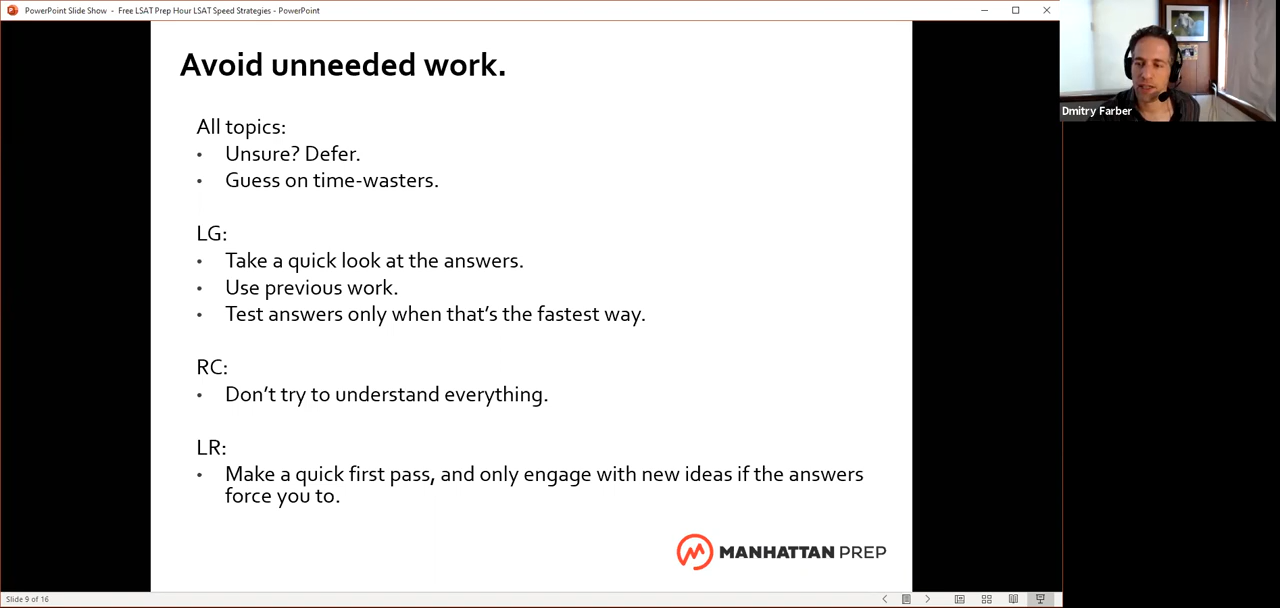 PowerPoint Slide Show - Free LSAT Prep Hour LSAT Speed Strategies - PowerPoint
Avoid unneeded work.
All topics:
• Unsure? Defer.
• Guess on time-wasters.
LG:
• Take a quick look at the answers.
• Use previous work.
• Test answers only when that’s the fastest way.
RC:
• Don’t try to understand everything.
LR:
• Make a quick first pass, and only engage with new ideas if the answers
force you to.
MANHATTAN PREP
Slide 9 of 16
Dmitry Farber